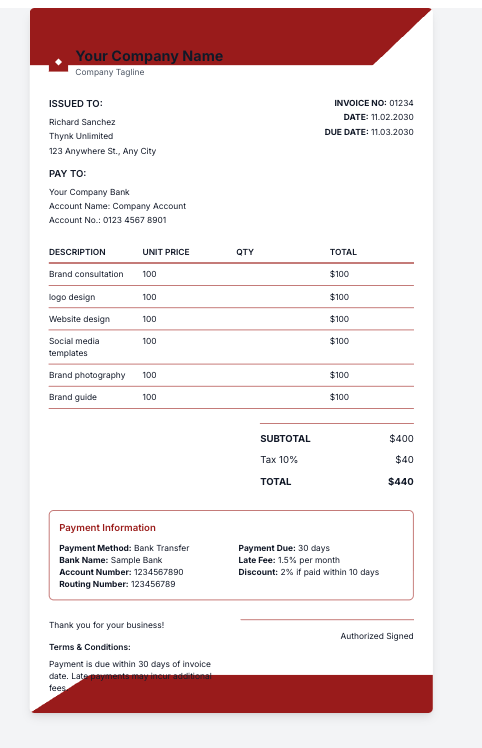 Your Company Name
Company Tagline
ISSUED TO:
Richard Sanchez
Thynk Unlimited
123 Anywhere St., Any City
INVOICE NO: 01234
DATE: 11.02.2030
DUE DATE: 11.03.2030
PAY TO:
Your Company Bank
Account Name: Company Account
Account No.: 0123 4567 8901
DESCRIPTION UNIT PRICE QTY TOTAL
Brand consultation 100 $100
logo design 100 $100
Website design 100 $100
Social media 100 $100
templates
Brand photography 100 $100
Brand guide 100 $100
SUBTOTAL $400
Tax 10% $40
TOTAL $440
Payment Information
Payment Method: Bank Transfer
Bank Name: Sample Bank
Account Number: 1234567890
Routing Number: 123456789
Payment Due: 30 days
Late Fee: 1.5% per month
Discount: 2% if paid within 10 days
Thank you for your business!
Terms & Conditions:
Payment is due within 30 days of invoice
date. Late payments may incur additional
fees.
Authorized Signed